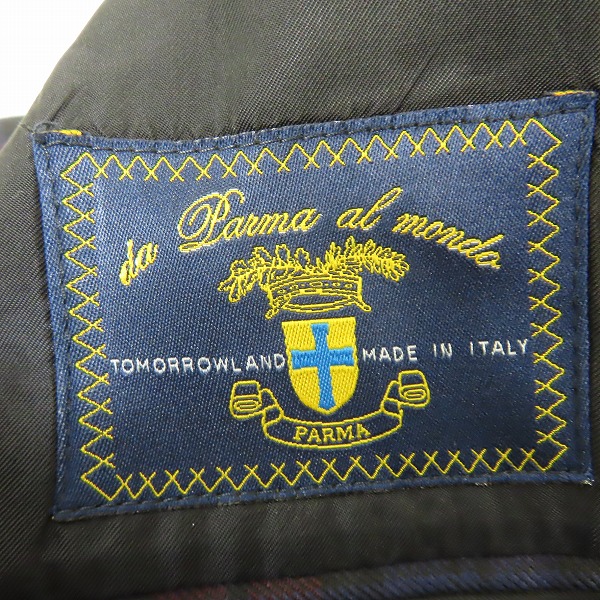 da Parma al mondo
TOMORROWLAND MADE IN ITALY
PARMA